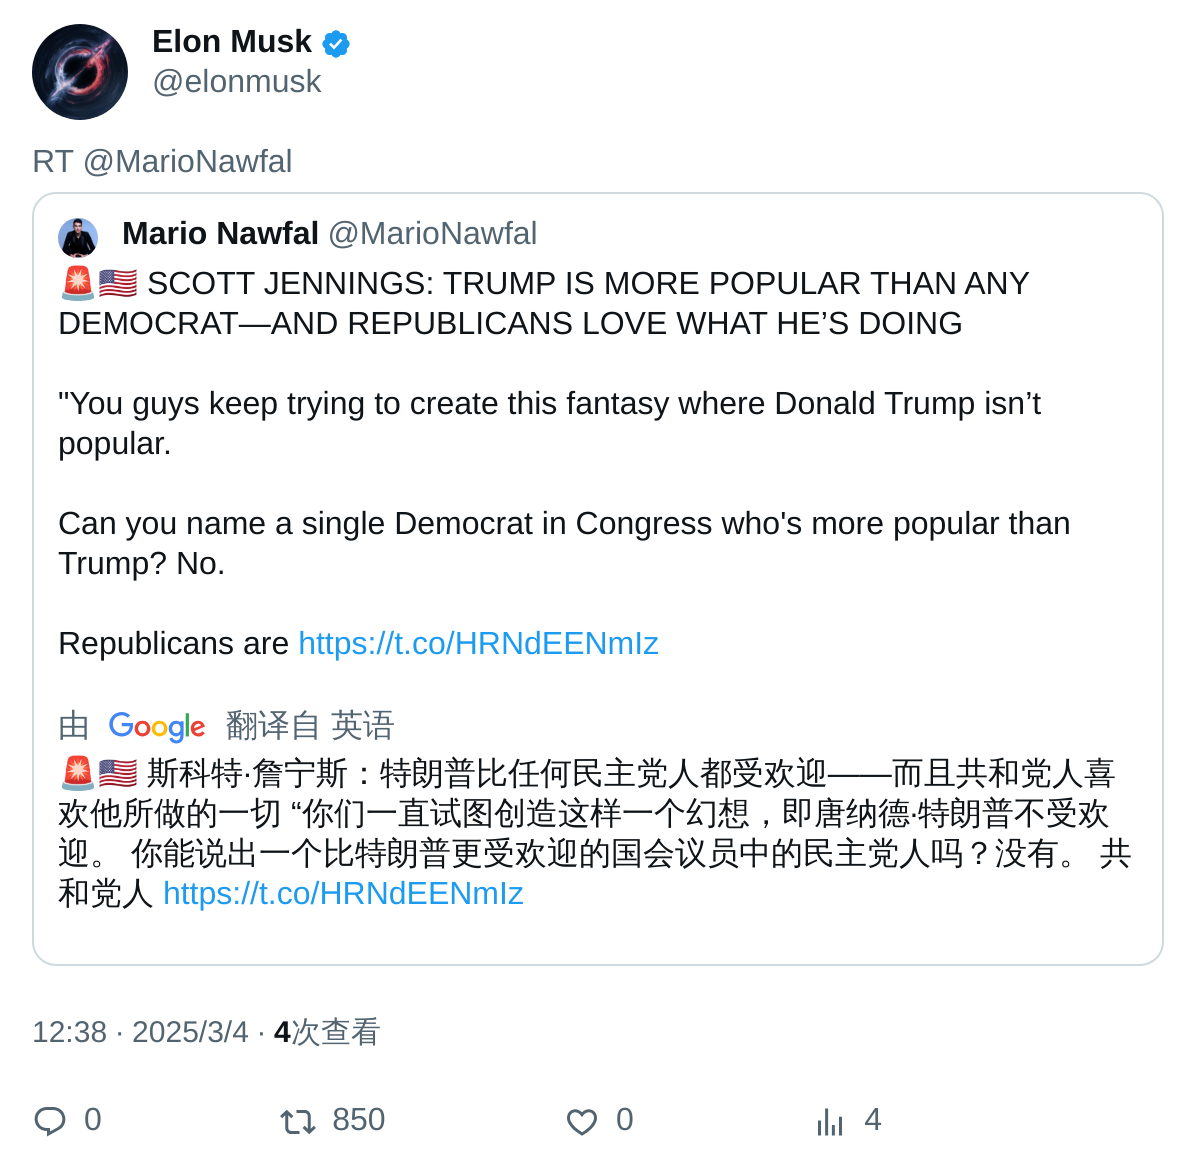 Elon Musk
@elonmusk
RT @MarioNawfal
Mario Nawfal @MarioNawfal
🚨🇺🇸 SCOTT JENNINGS: TRUMP IS MORE POPULAR THAN ANY
DEMOCRAT—AND REPUBLICANS LOVE WHAT HE’S DOING
"You guys keep trying to create this fantasy where Donald Trump isn’t
popular.
Can you name a single Democrat in Congress who's more popular than
Trump? No.
Republicans are https://t.co/HRNdEENmIz
由 Google 翻译自 英语
🚨🇺🇸 斯科特·詹宁斯：特朗普比任何民主党人都受欢迎——而且共和党人喜
欢他所做的一切 “你们一直试图创造这样一个幻想，即唐纳德·特朗普不受欢
迎。 你能说出一个比特朗普更受欢迎的国会议员中的民主党人吗？没有。 共
和党人 https://t.co/HRNdEENmIz
12:38 · 2025/3/4 · 4次查看
0 850 0 4